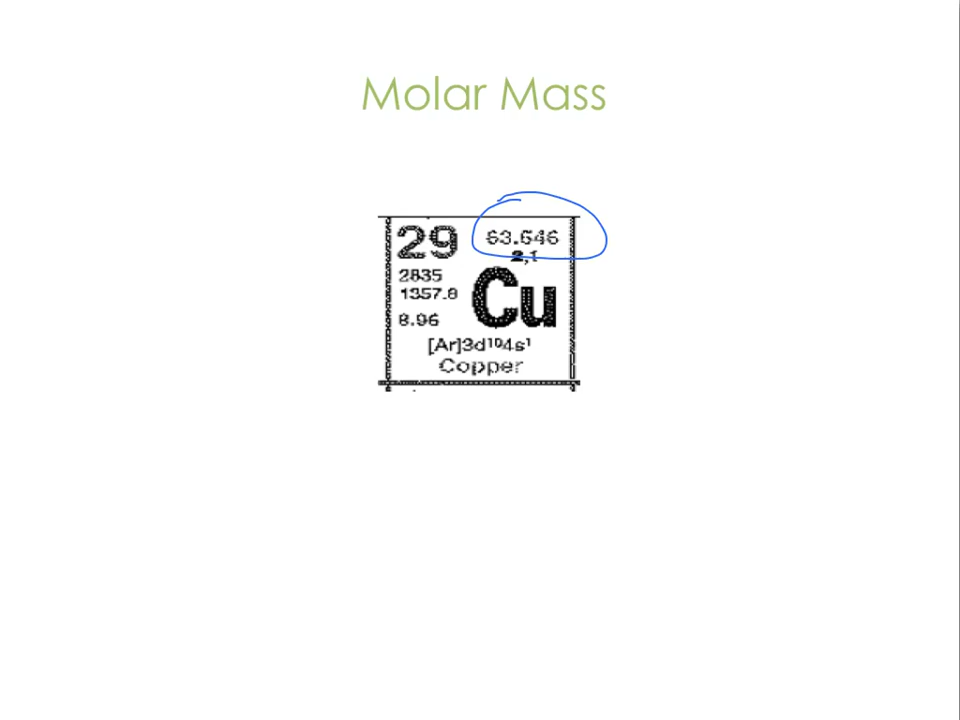 Molar Mass
29
63.546
2,1
2835
1357.8
8.96
Cu
[Ar]3d¹⁰4s¹
Copper